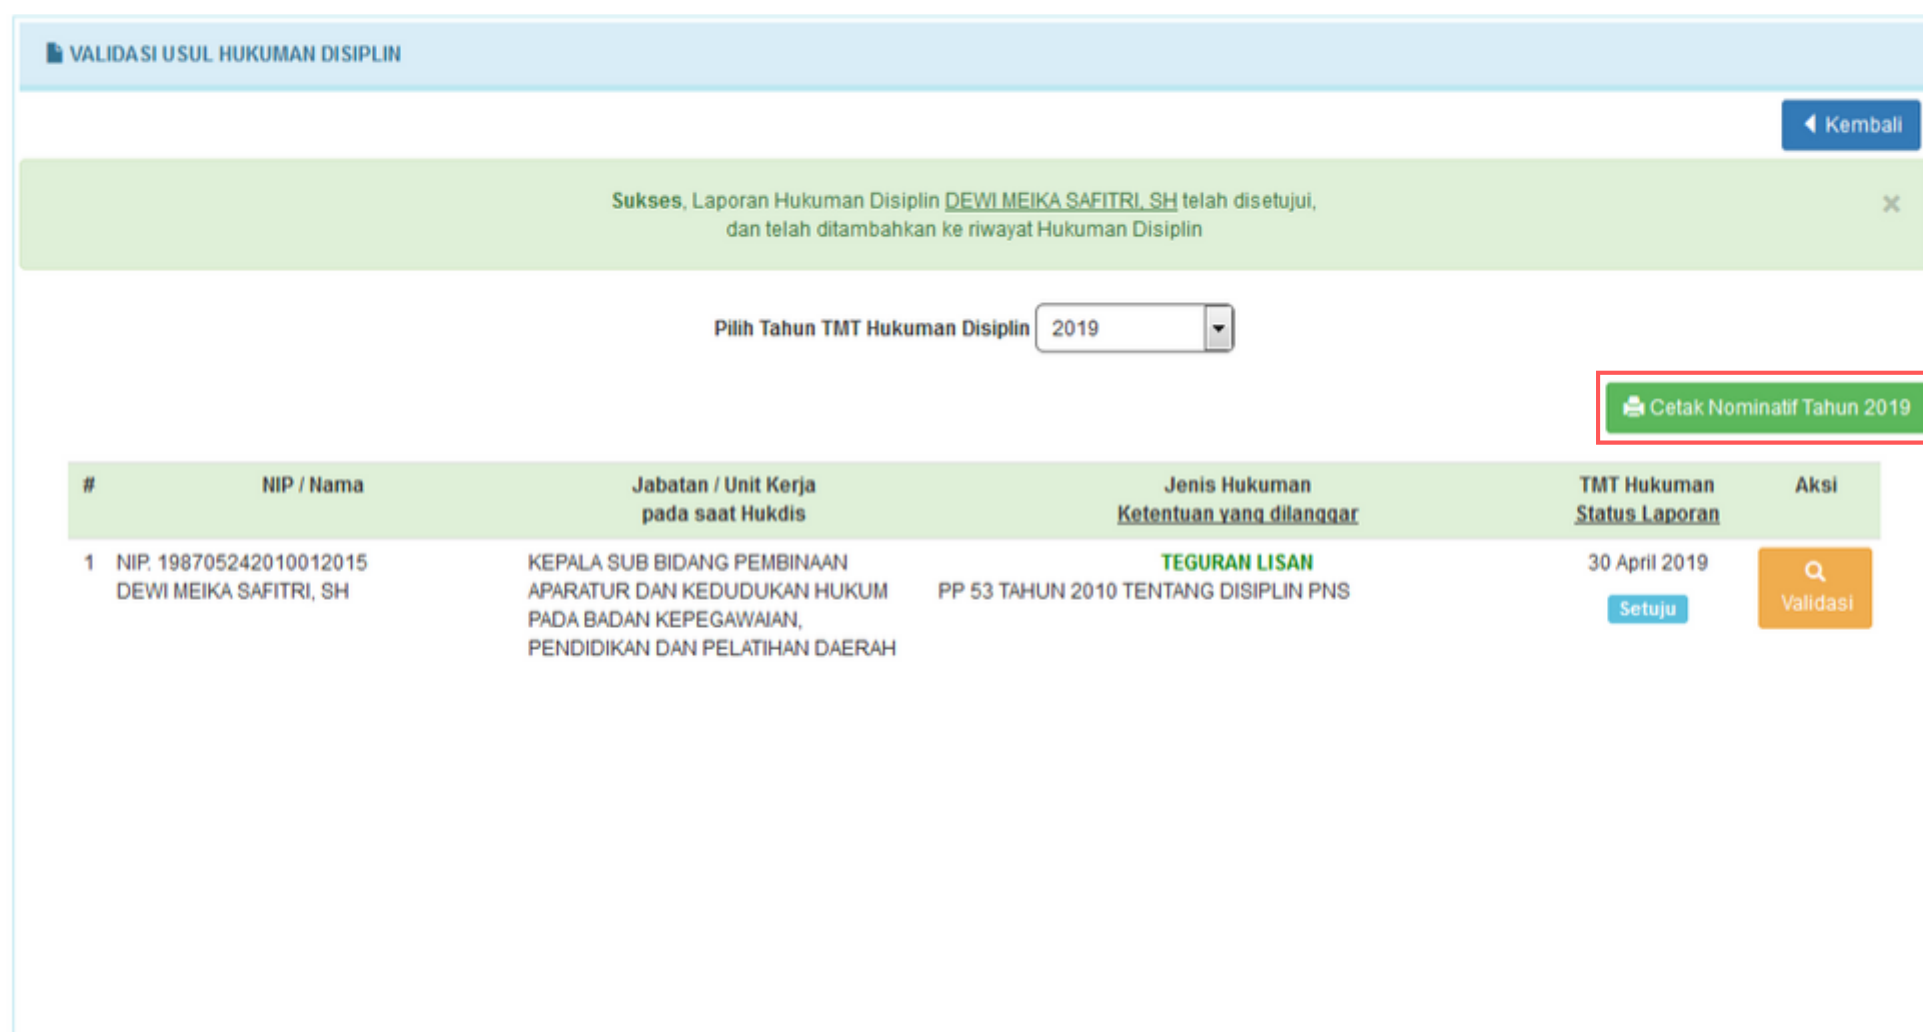 VALIDASI USUL HUKUMAN DISIPLIN
Kembali
Sukses, Laporan Hukuman Disiplin DEWI MEIKA SAFITRI, SH telah disetujui,
dan telah ditambahkan ke riwayat Hukuman Disiplin
×
Pilih Tahun TMT Hukuman Disiplin 2019
Cetak Nominatif Tahun 2019
# NIP / Nama Jabatan / Unit Kerja Jenis Hukuman TMT Hukuman Aksi
pada saat Hukdis Ketentuan yang dilanggar Status Laporan
1 NIP. 198705242010012015 KEPALA SUB BIDANG PEMBINAAN TEGURAN LISAN 30 April 2019
DEWI MEIKA SAFITRI, SH APARATUR DAN KEDUDUKAN HUKUM PP 53 TAHUN 2010 TENTANG DISIPLIN PNS Setuju Validasi
PADA BADAN KEPEGAWAIAN,
PENDIDIKAN DAN PELATIHAN DAERAH